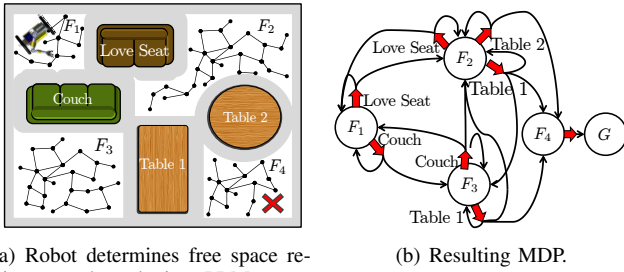 F1
Love Seat
F2
Couch
Table 2
F3
Table 1
F4
a) Robot determines free space re-
Love Seat
F2
Table 2
Table 1
Love Seat
F1
Couch
F4
G
Couch
F3
Table 1
(b) Resulting MDP.